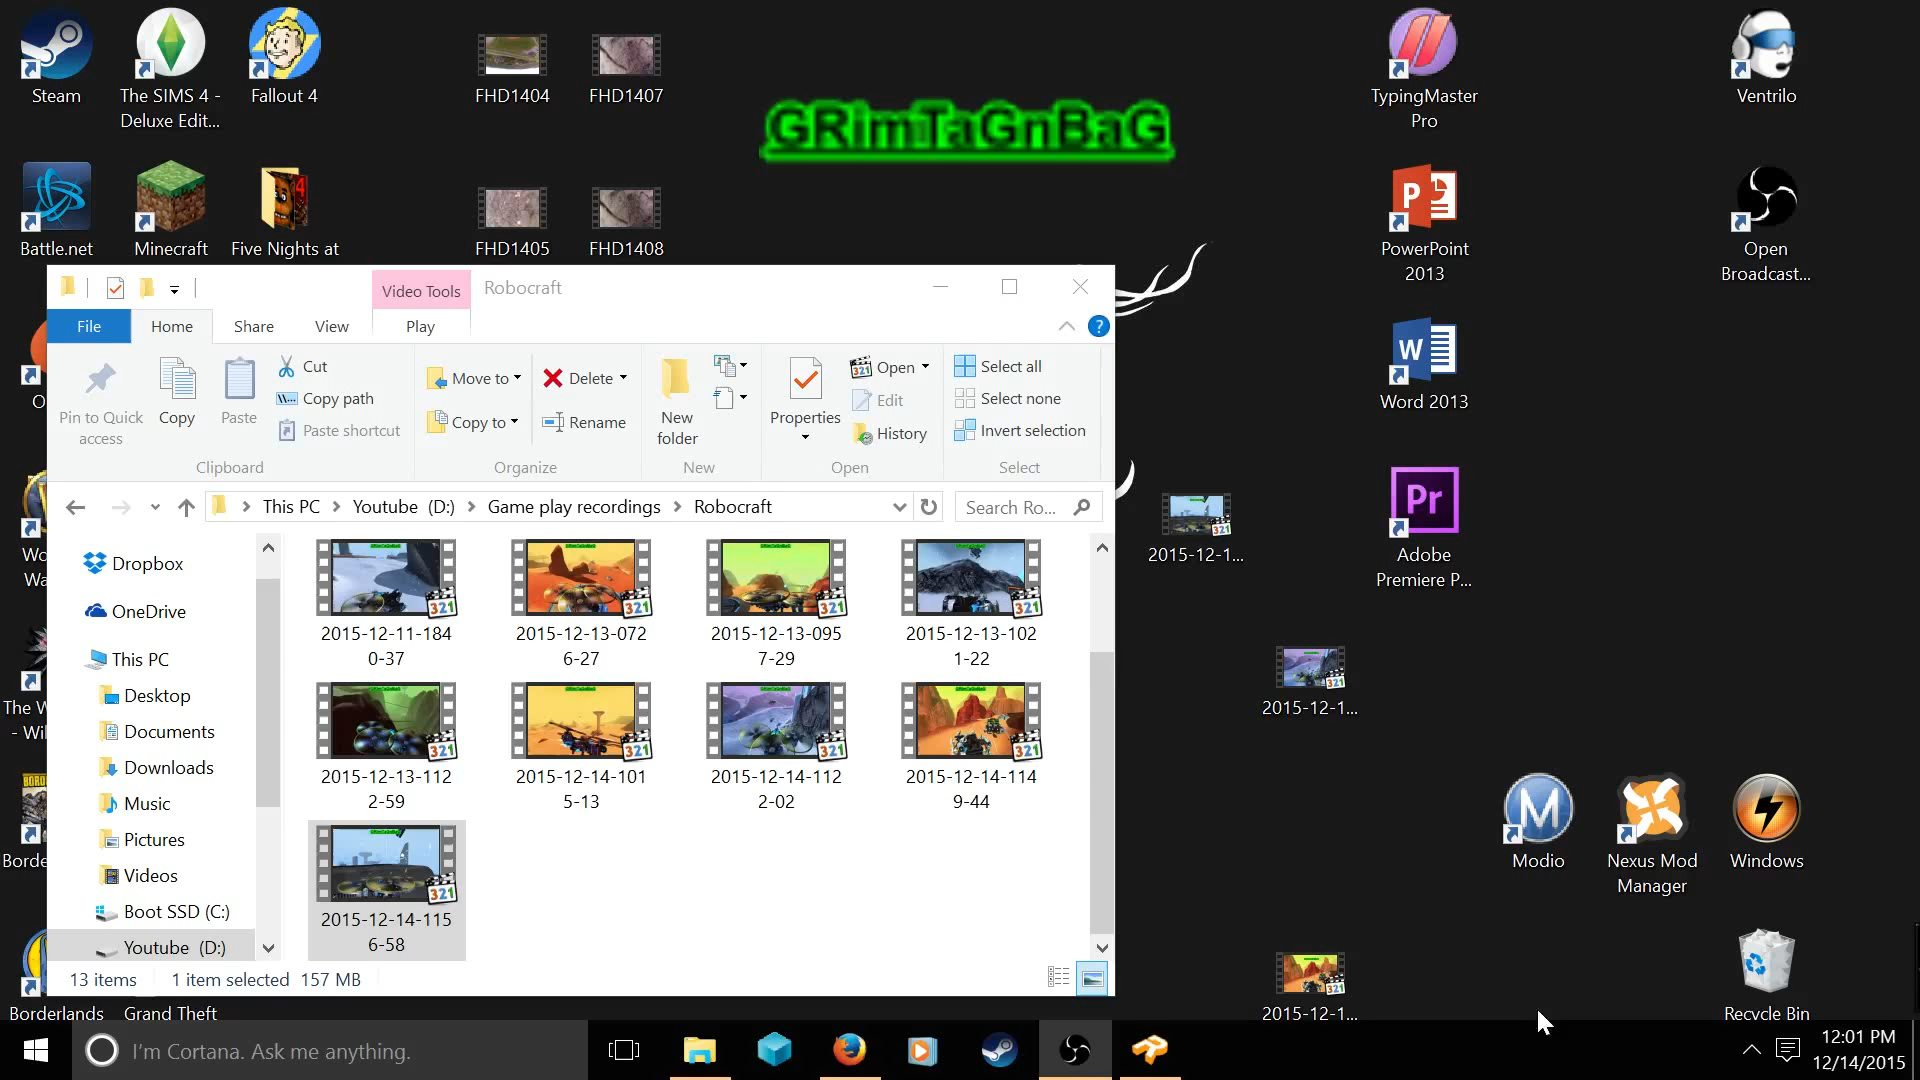 Steam
The SIMS 4 -
Deluxe Edit...
Fallout 4
FHD1404
FHD1407
GRimTaGnBaG
TypingMaster
Pro
Ventrilo
Battle.net
Minecraft
Five Nights at
FHD1405
FHD1408
PowerPoint
2013
Open
Broadcast...
Video Tools
Robocraft
File
Home
Share
View
Play
Pin to Quick
access
Copy
Paste
Cut
Copy path
Paste shortcut
Clipboard
Move to
Copy to
Delete
Rename
Organize
New
folder
New
Properties
Open
Edit
History
Open
Select all
Select none
Invert selection
Select
Word 2013
This PC
Youtube (D:)
Game play recordings
Robocraft
Search Ro...
Dropbox
OneDrive
This PC
Desktop
Documents
Downloads
Music
Pictures
Videos
Boot SSD (C:)
Youtube (D:)
2015-12-11-184
0-37
2015-12-13-072
6-27
2015-12-13-095
7-29
2015-12-13-102
1-22
2015-12-13-112
2-59
2015-12-14-101
5-13
2015-12-14-112
2-02
2015-12-14-114
9-44
2015-12-14-115
6-58
13 items
1 item selected 157 MB
2015-12-1...
Adobe
Premiere P...
2015-12-1...
Modio
Nexus Mod
Manager
Windows
2015-12-1...
Recycle Bin
Borderlands
Grand Theft
I'm Cortana. Ask me anything.
12:01 PM
12/14/2015